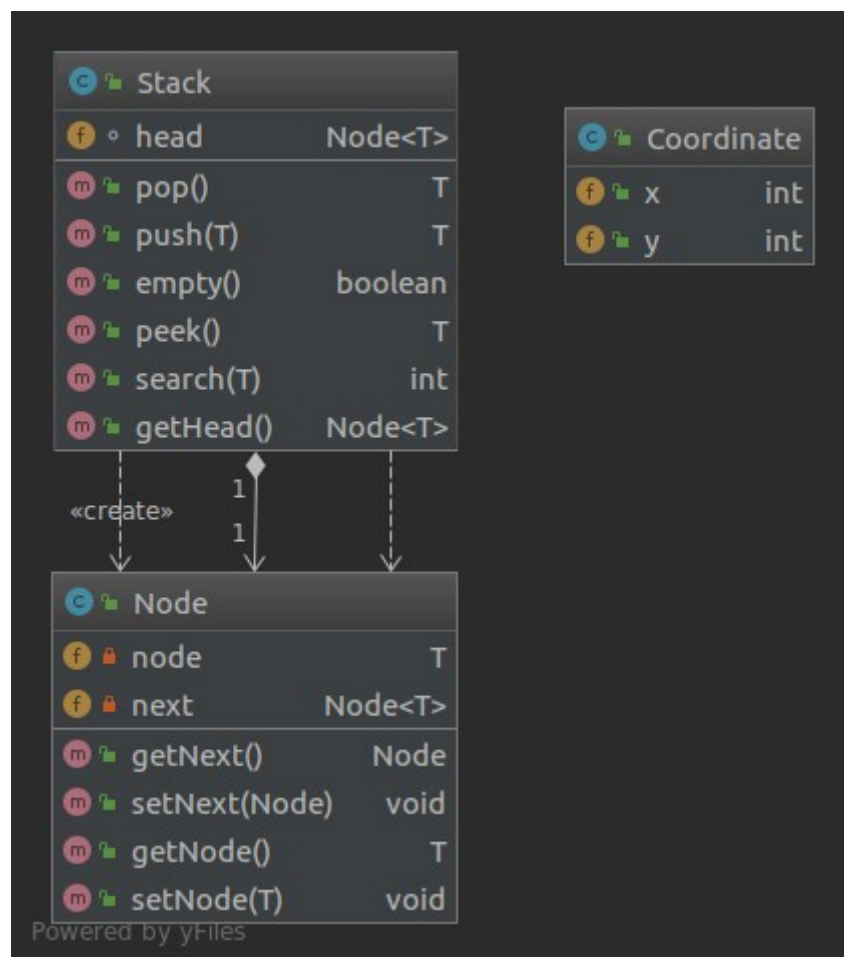 Stack
head Node<T>
pop() T
push(T) T
empty() boolean
peek() T
search(T) int
getHead() Node<T>
Coordinate
x int
y int
«create»
1
1
Node
node T
next Node<T>
getNext() Node
setNext(Node) void
getNode() T
setNode(T) void
Powered by yFiles